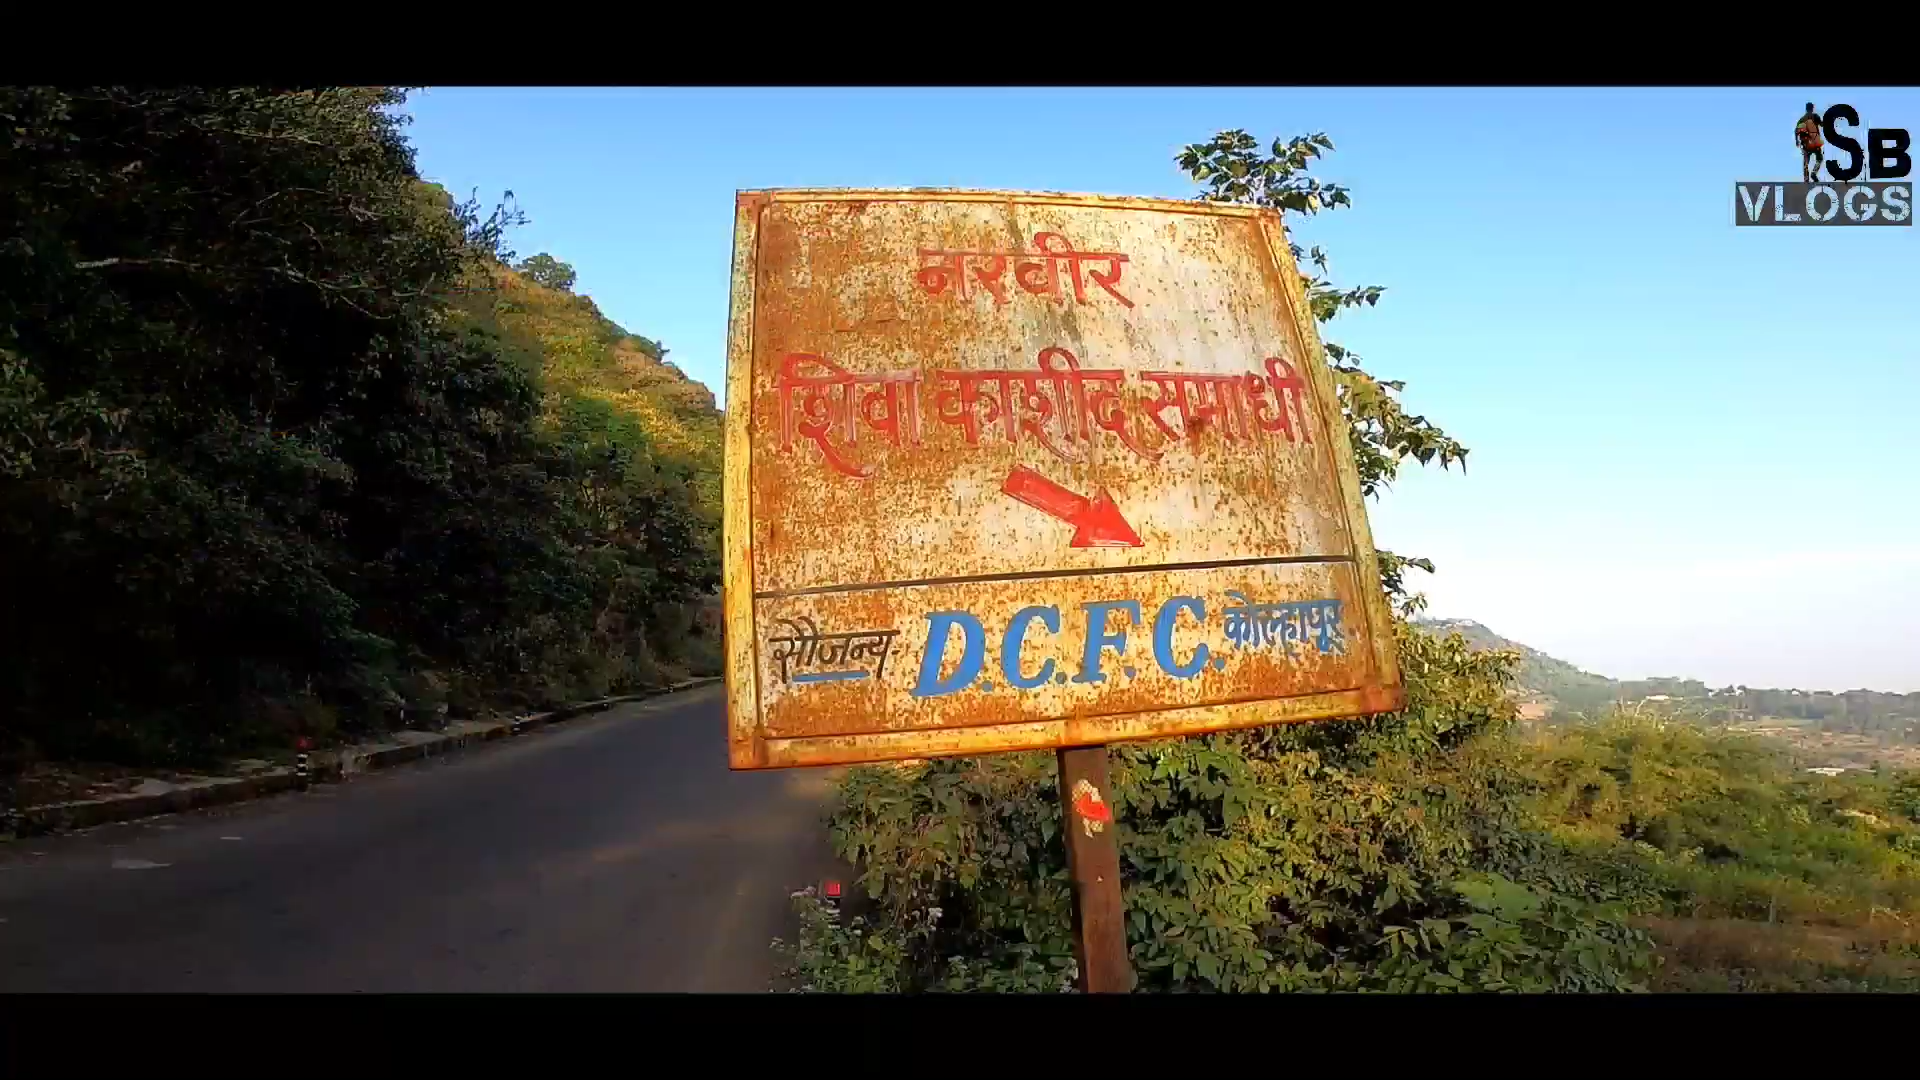 SB
VLOGS
नरवीर
शिवा काशीद समाधी
सौजन्य- D.C.F.C. कोल्हापूर.